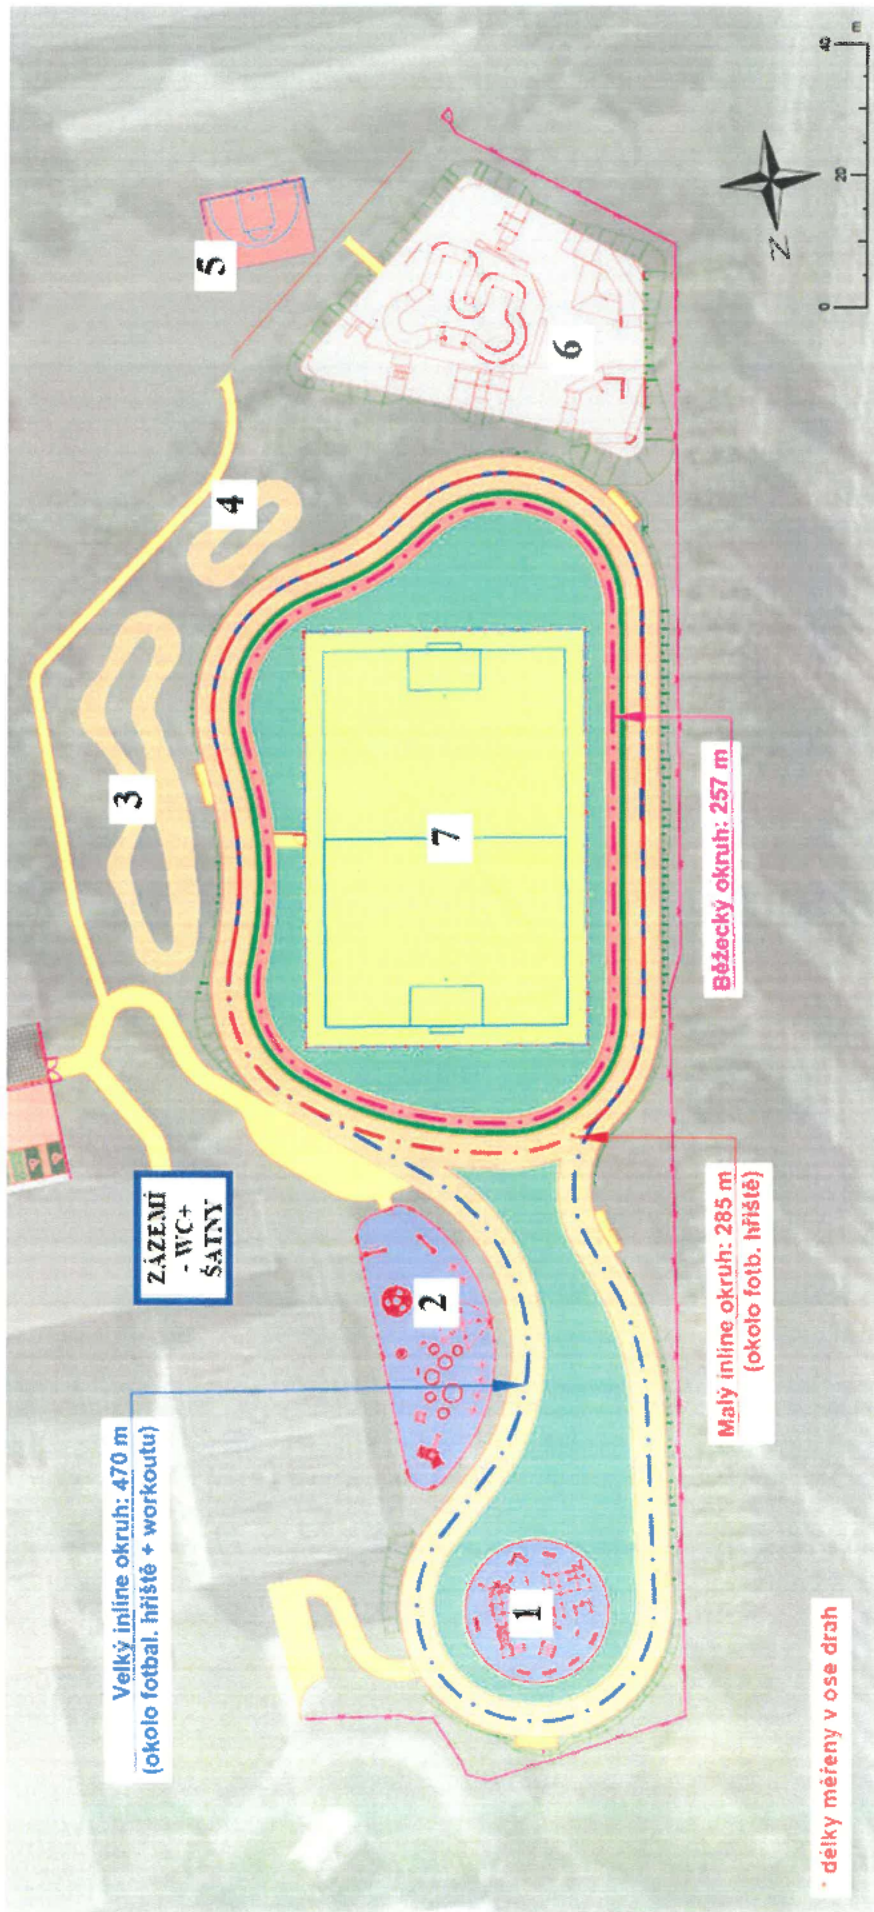 Velký inline okruh: 470 m
(okolo fotbal. hřiště + workoutu)
ZÁZEMÍ
- WC+
ŠATNY
1
2
3
4
5
6
7
Malý inline okruh: 285 m
(okolo fotb. hřiště)
Běžecký okruh: 257 m
* délky měřeny v ose drah
Z
0 20 40 m